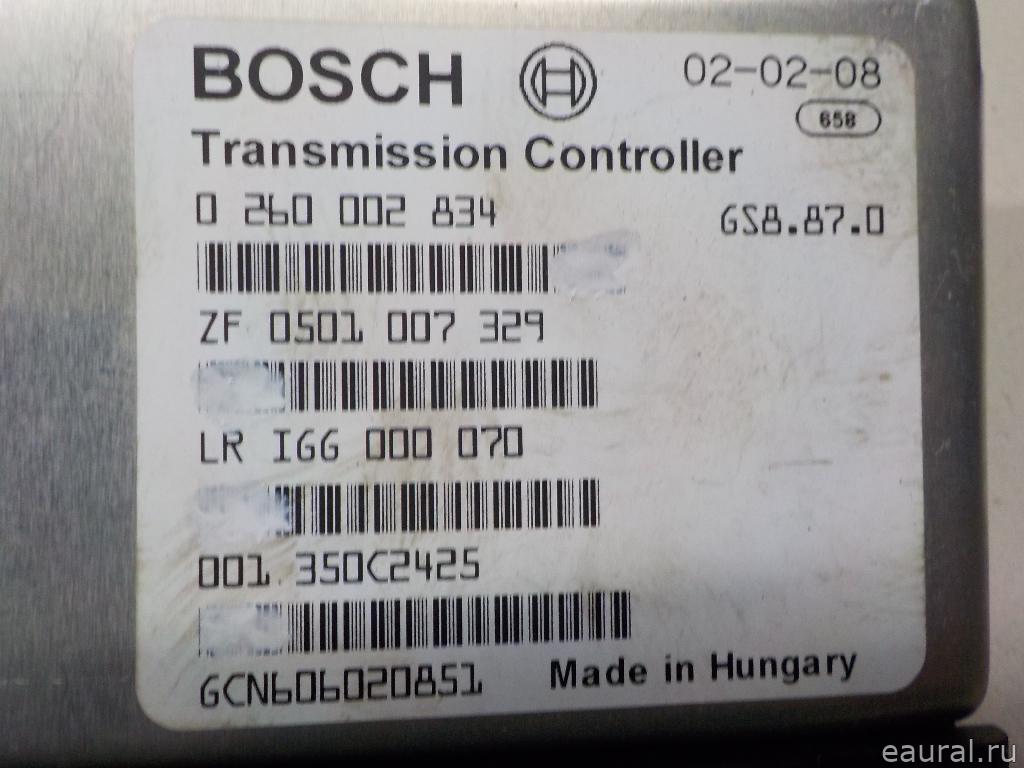 BOSCH 02-02-08
658
Transmission Controller
0 260 002 834 GS8.87.0
ZF 0501 007 329
LR IGG 000 070
001 350C2425
GCN606020851 Made in Hungary
eaural.ru